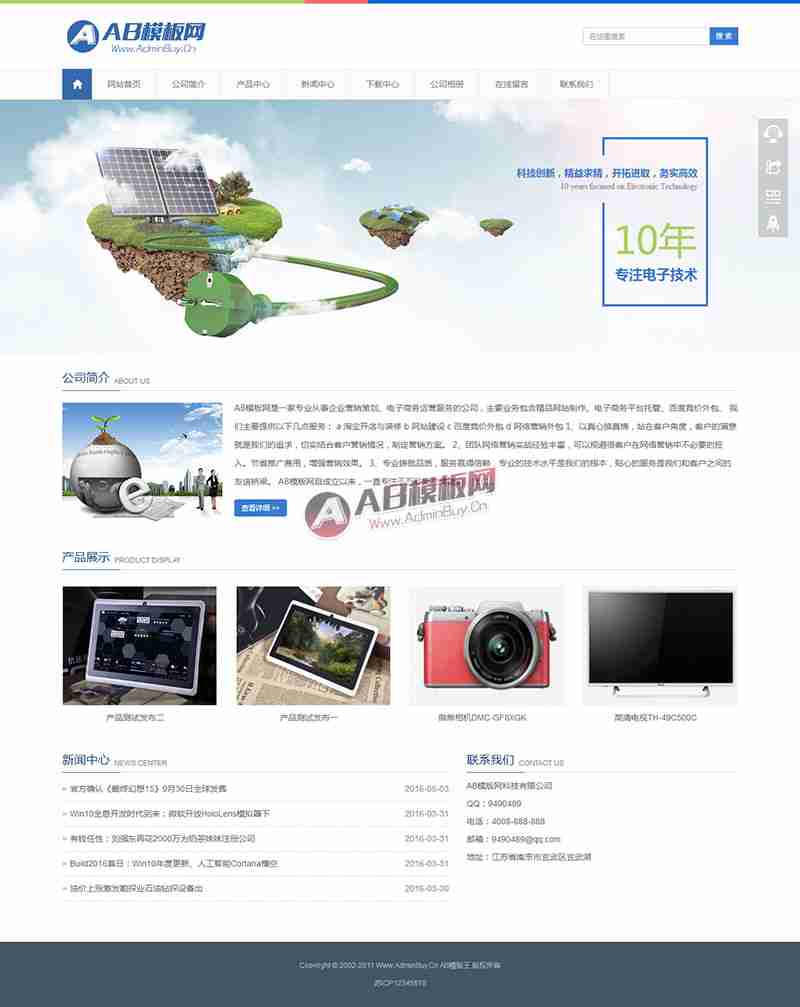 AB模板网
Www.AdminBuy.Cn
在这里搜索
搜 索
网站首页 公司简介 产品中心 新闻中心 下载中心 公司相册 在线留言 联系我们
科技创新，精益求精，开拓进取，务实高效
10 years focused on Electronic Technology
10年
专注电子技术
公司简介 ABOUT US
AB模板网是一家专业从事企业营销策划、电子商务运营服务的公司，主要业务包含精品网站制作。电子商务平台托管、百度竞价外包、 我
们主要提供以下几点服务： a 淘宝开店与装修 b 网站建设 c 百度竞价外包 d 网络营销外包 1、以真心换真情，站在客户角度，客户的满意
就是我们的追求，切实结合客户营销情况，制定营销方案。 2、团队网络营销实战经验丰富，可以规避很客户在网络营销中不必要的投
入。节省推广费用，增强营销效果。 3、专业铸就品质，服务赢得信赖，专业的技术水平是我们的根本，贴心的服务是我们和客户之间的
友谊桥梁。 AB模板网自成立以来，一直专注于
查看详细 >>
AB模板网
Www.AdminBuy.Cn
产品展示 PRODUCT DISPLAY
产品测试发布二
产品测试发布一
微单相机DMC-GF8XGK
高清电视TH-49C500C
新闻中心 NEWS CENTER
» 官方确认《最终幻想15》9月30日全球发售 2016-05-03
» Win10全息开发时代到来：微软开放HoloLens模拟器下 2016-03-31
» 有钱任性：刘强东再花2000万为奶茶妹妹注册公司 2016-03-31
» Build2016首日：Win10年度更新、人工智能Cortana横空 2016-03-31
» 油价上涨激发勘探业石油钻探设备出 2016-03-30
联系我们 CONTACT US
AB模版网科技有限公司
QQ：9490489
电话：4008-888-888
邮箱：9490489@qq.com
地址：江苏省南京市玄武区玄武湖
Copyright © 2002-2011 Www.AdminBuy.Cn AB模板王 版权所有
苏ICP12345678